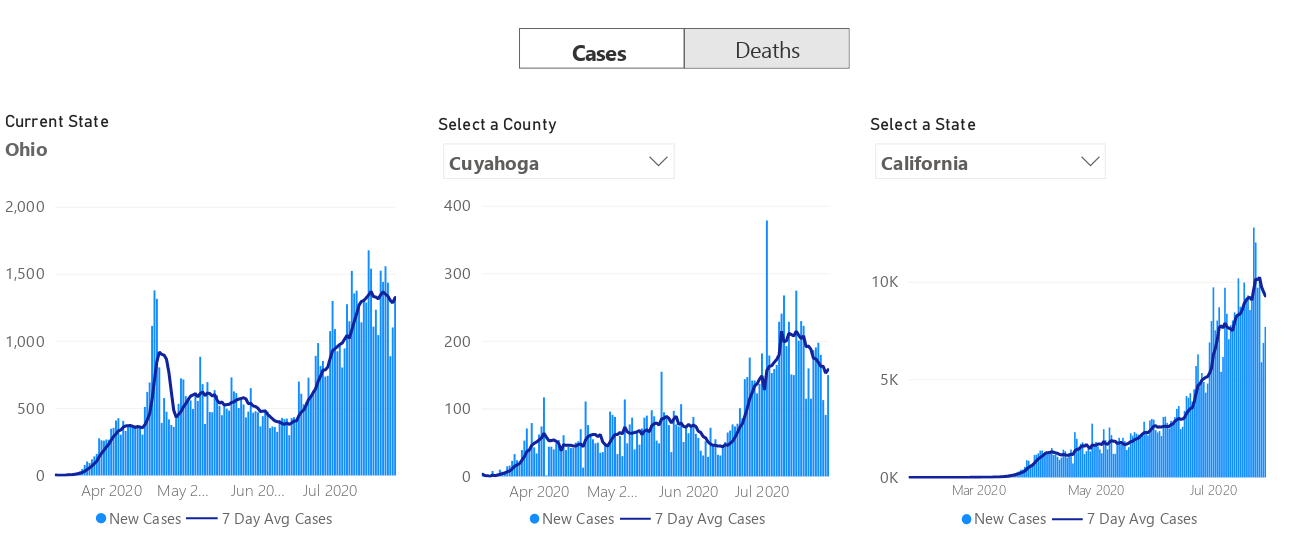 Cases Deaths
Current State
Ohio
2,000
1,500
1,000
500
0
Apr 2020 May 2... Jun 20... Jul 2020
New Cases 7 Day Avg Cases
Select a County
Cuyahoga
400
300
200
100
0
Apr 2020 May 2... Jun 2020 Jul 2020
New Cases 7 Day Avg Cases
Select a State
California
10K
5K
0K
Mar 2020 May 2020 Jul 2020
New Cases 7 Day Avg Cases